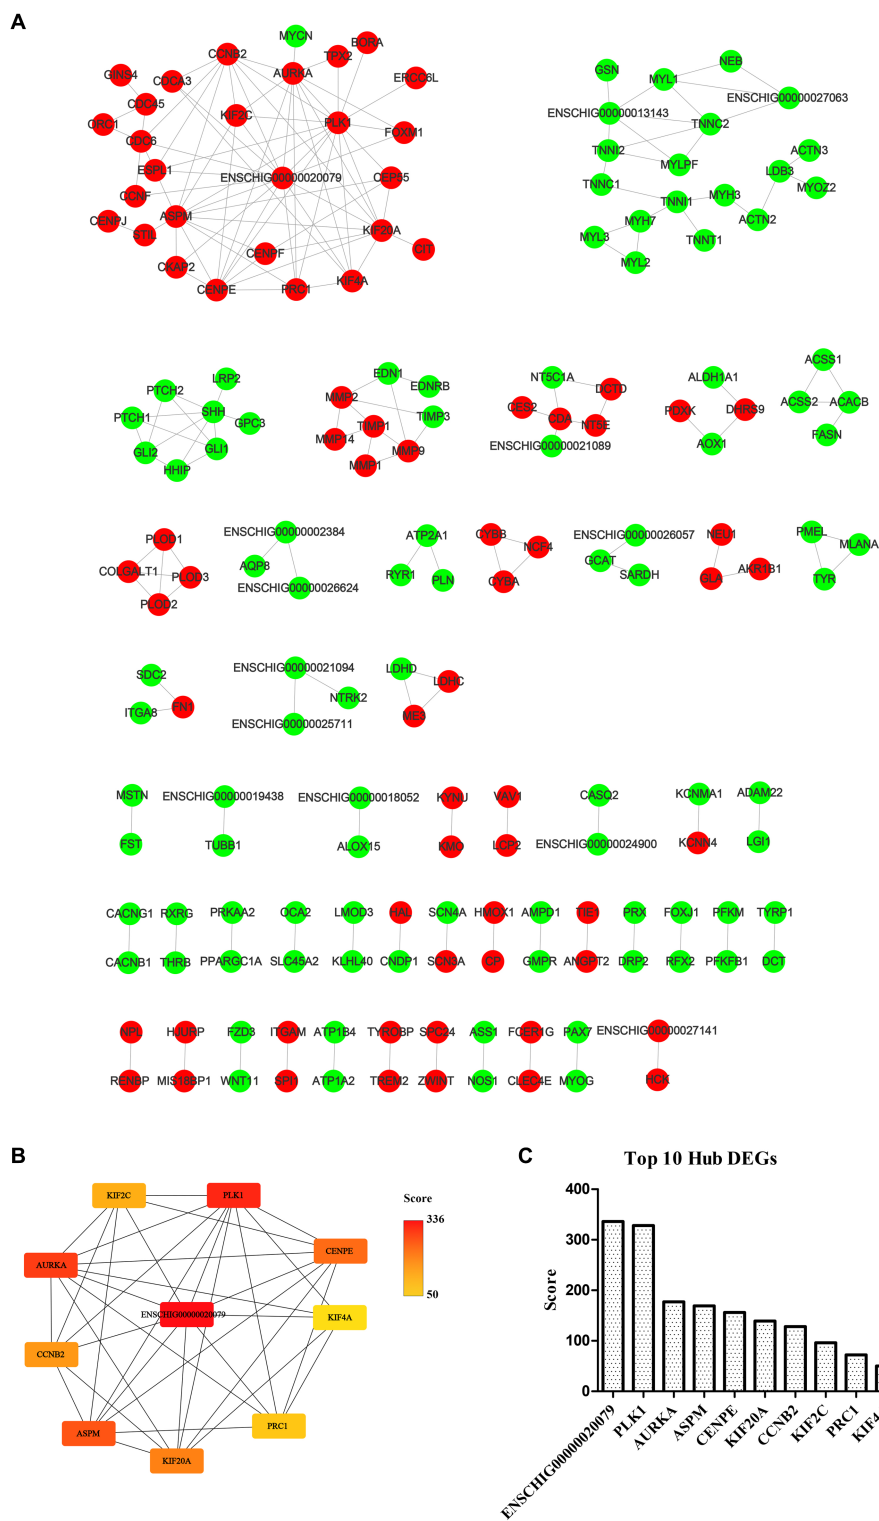 A
MYCN
BORA
CCNB2
TPX2
AURKA
GINS4
CDCA3
ERCC6L
CDC45
KIF2C
ORC1
PLK1
FOXM1
CDC6
ESPL1
ENSCHIG00000020079
CEP55
CCNF
ASPM
CENPJ
STIL
KIF20A
CENPF
CIT
CKAP2
CENPE
PRC1
KIF4A
NEB
GSN
MYL1
ENSCHIG00000027063
ENSCHIG00000013143
TNNC2
TNNI2
ACTN3
MYLPF
LDB3
TNNC1
MYOZ2
TNNI1
MYH3
MYH7
ACTN2
MYL3
TNNT1
MYL2
PTCH2
LRP2
PTCH1
SHH
GPC3
GLI2
GLI1
HHIP
EDN1
EDNRB
MMP2
TIMP3
TIMP1
MMP14
MMP9
MMP1
NT5C1A
DCTD
CES2
CDA
NT5E
ENSCHIG00000021089
ALDH1A1
PDXK
DHRS9
AOX1
ACSS1
ACSS2
ACACB
FASN
PLOD1
COLGALT1
PLOD3
PLOD2
ENSCHIG00000002384
AQP8
ENSCHIG00000026624
ATP2A1
RYR1
PLN
CYBB
NCF4
CYBA
ENSCHIG00000026057
GCAT
SARDH
NEU1
GLA
AKR1B1
PMEL
MLANA
TYR
SDC2
ITGA8
FN1
ENSCHIG00000021094
NTRK2
ENSCHIG00000025711
LDHD
LDHC
ME3
MSTN
ENSCHIG00000019438
ENSCHIG00000018052
KYNU
VAV1
CASQ2
KCNMA1
ADAM22
FST
TUBB1
ALOX15
KMO
LCP2
ENSCHIG00000024900
KCNN4
LGI1
CACNG1 RXRG PRKAA2 OCA2 LMOD3 HAL SCN4A HMOX1 AMPD1 TIE1 PRX FOXJ1 PFKM TYRP1
CACNB1 THRB PPARGC1A SLC45A2 KLHL40 CNDP1 SCN3A CP GMPR ANGPT2 DRP2 RFX2 PFKFB1 DCT
NPL HJURP FZD3 ITGAM ATP1B4 TYROBP SPC24 ASS1 FCER1G PAX7 ENSCHIG00000027141
RENBP MIS18BP1 WNT11 SPI1 ATP1A2 TREM2 ZWINT NOS1 CLEC4E MYOG HCK
B
KIF2C
PLK1
AURKA
CENPE
ENSCHIG00000020079
KIF4A
CCNB2
PRC1
ASPM
KIF20A
Score
336
50
C
Top 10 Hub DEGs
Score
400
300
200
100
0
ENSCHIG00000020079
PLK1
AURKA
ASPM
CENPE
KIF20A
CCNB2
KIF2C
PRC1
KIF4